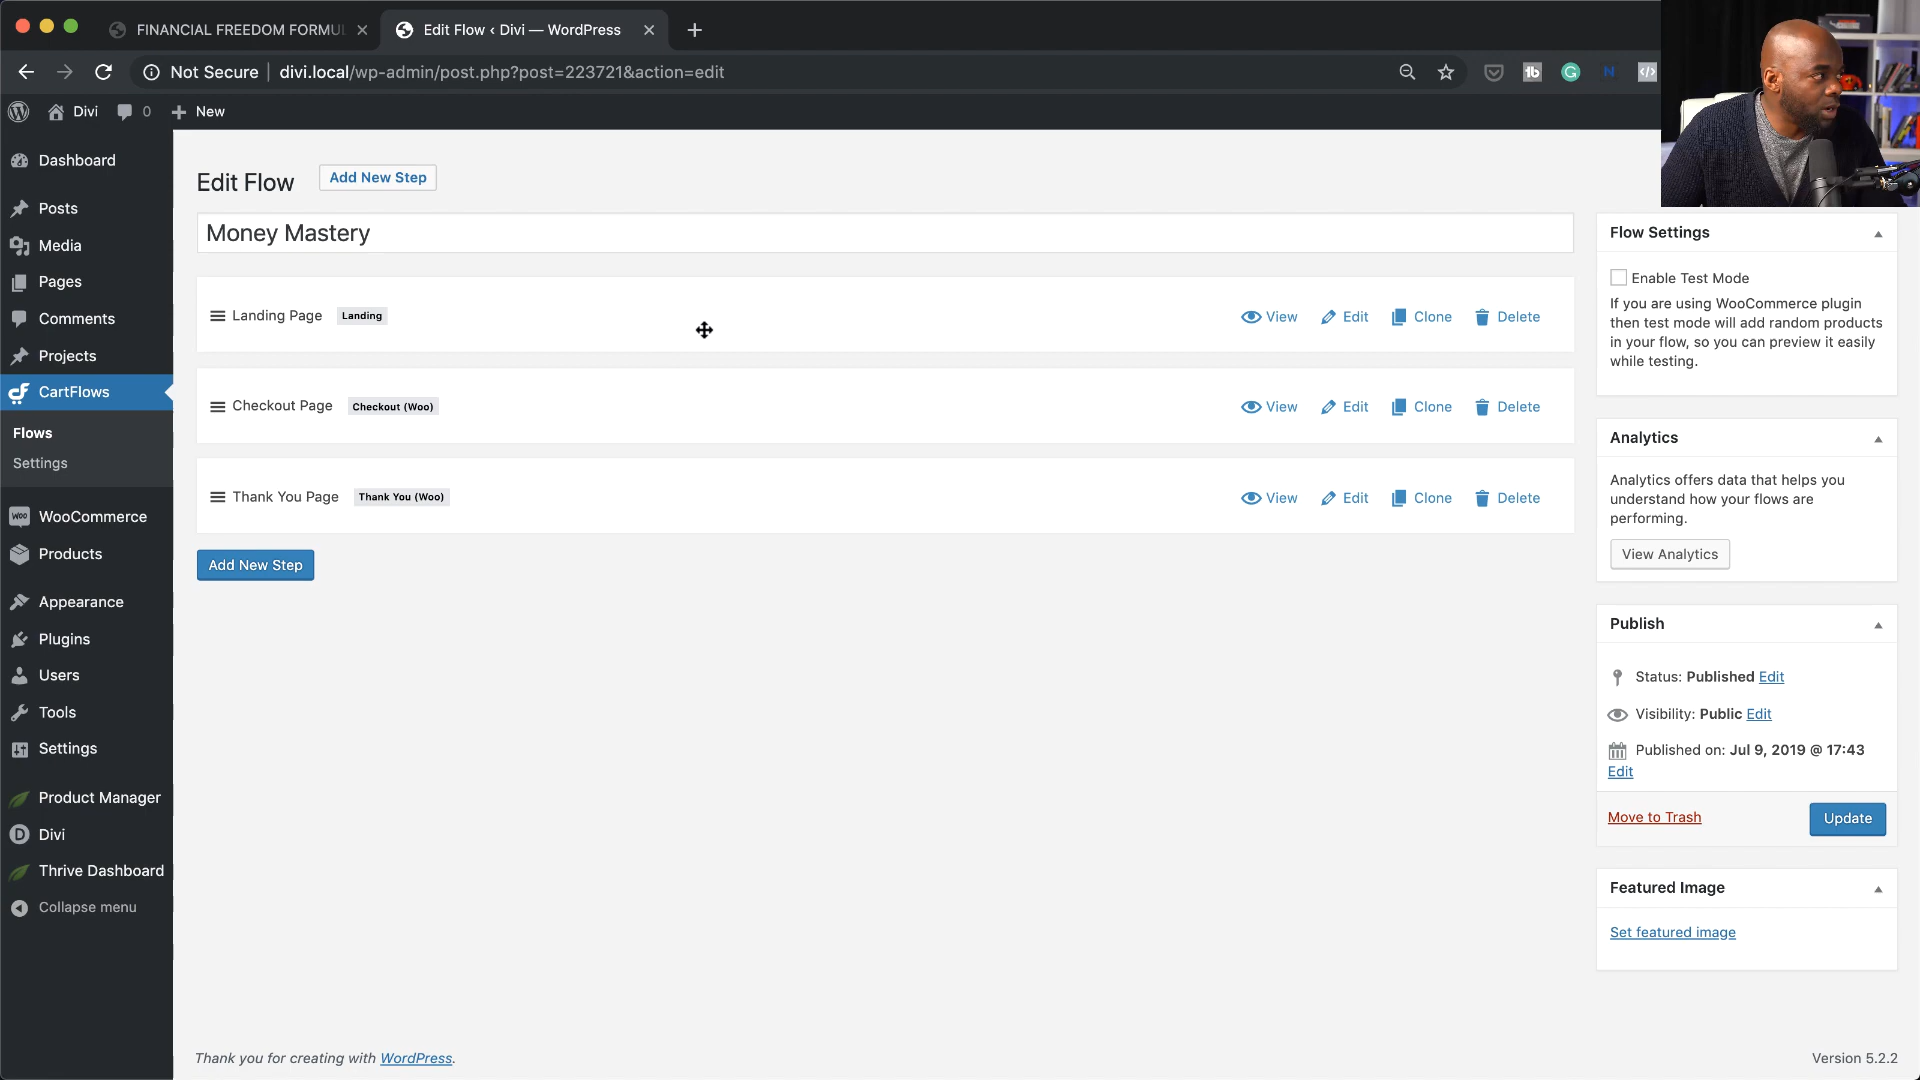 FINANCIAL FREEDOM FORMU
Edit Flow ‹ Divi — WordPress
Not Secure
divi.local/wp-admin/post.php?post=223721&action=edit
Divi
0
New
Dashboard
Posts
Media
Pages
Comments
Projects
CartFlows
Flows
Settings
WooCommerce
Products
Appearance
Plugins
Users
Tools
Settings
Product Manager
Divi
Thrive Dashboard
Collapse menu
Edit Flow
Add New Step
Money Mastery
Landing Page Landing View Edit Clone Delete
Checkout Page Checkout (Woo) View Edit Clone Delete
Thank You Page Thank You (Woo) View Edit Clone Delete
Add New Step
Flow Settings
Enable Test Mode
If you are using WooCommerce plugin
then test mode will add random products
in your flow, so you can preview it easily
while testing.
Analytics
Analytics offers data that helps you
understand how your flows are
performing.
View Analytics
Publish
Status: Published Edit
Visibility: Public Edit
Published on: Jul 9, 2019 @ 17:43
Edit
Move to Trash
Update
Featured Image
Set featured image
Thank you for creating with WordPress.
Version 5.2.2